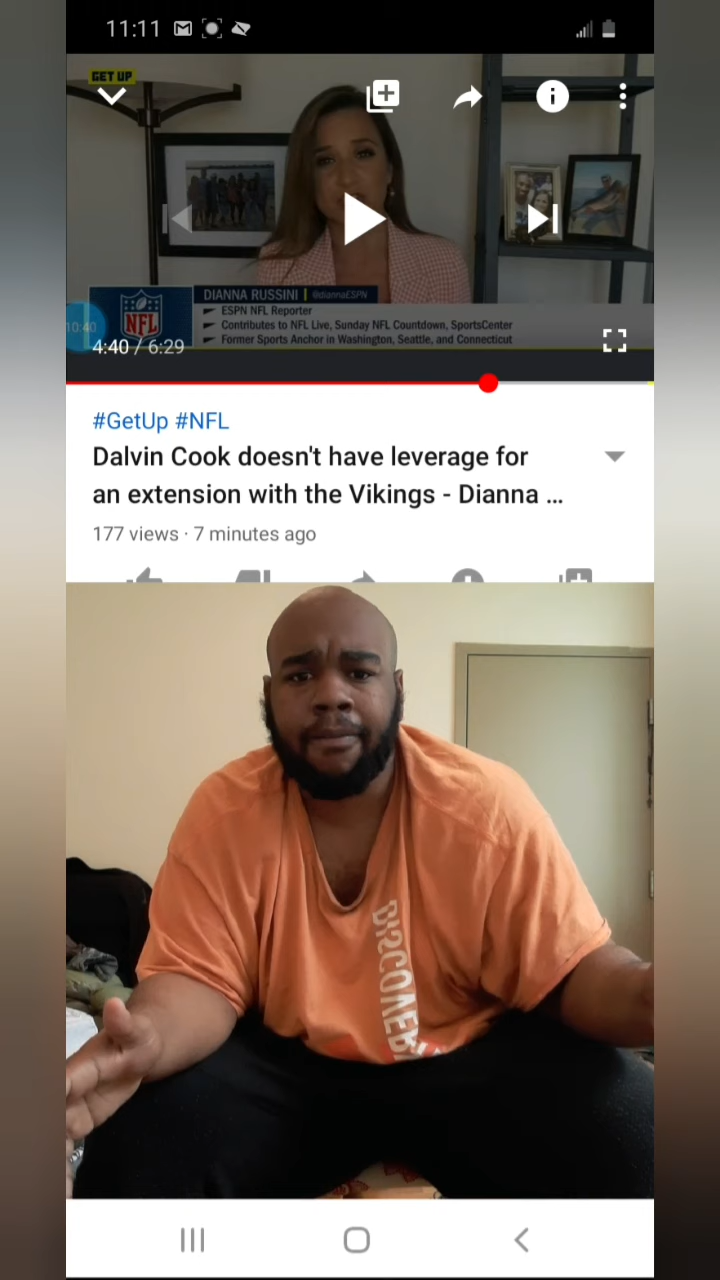 11:11
GET UP
DIANNA RUSSINI | @diannaESPN
NFL
ESPN NFL Reporter
Contributes to NFL Live, Sunday NFL Countdown, SportsCenter
Former Sports Anchor in Washington, Seattle, and Connecticut
10:40
4:40 / 6:29
#GetUp #NFL
Dalvin Cook doesn't have leverage for
an extension with the Vikings - Dianna ...
177 views · 7 minutes ago
DISCOVER